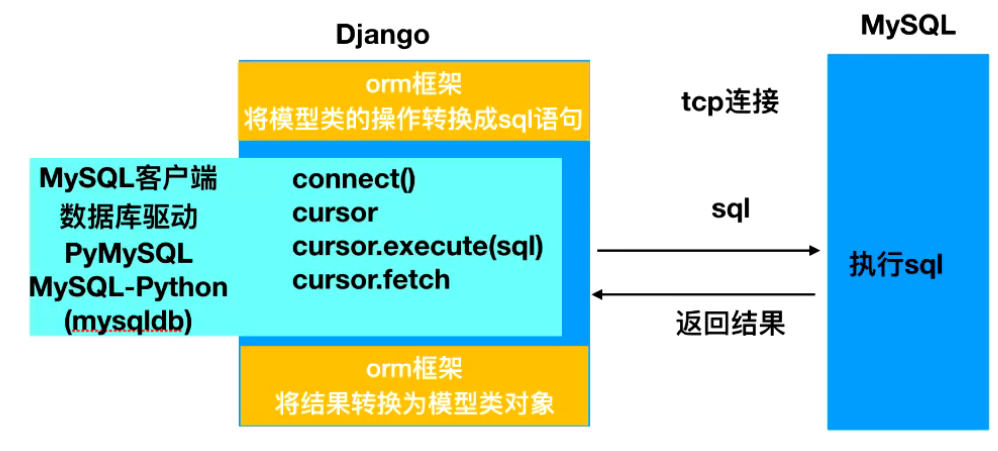 Django
MySQL
orm框架
将模型类的操作转换成sql语句
tcp连接
MySQL客户端
数据库驱动
PyMySQL
MySQL-Python
(mysqldb)
connect()
cursor
cursor.execute(sql)
cursor.fetch
sql
执行sql
返回结果
orm框架
将结果转换为模型类对象